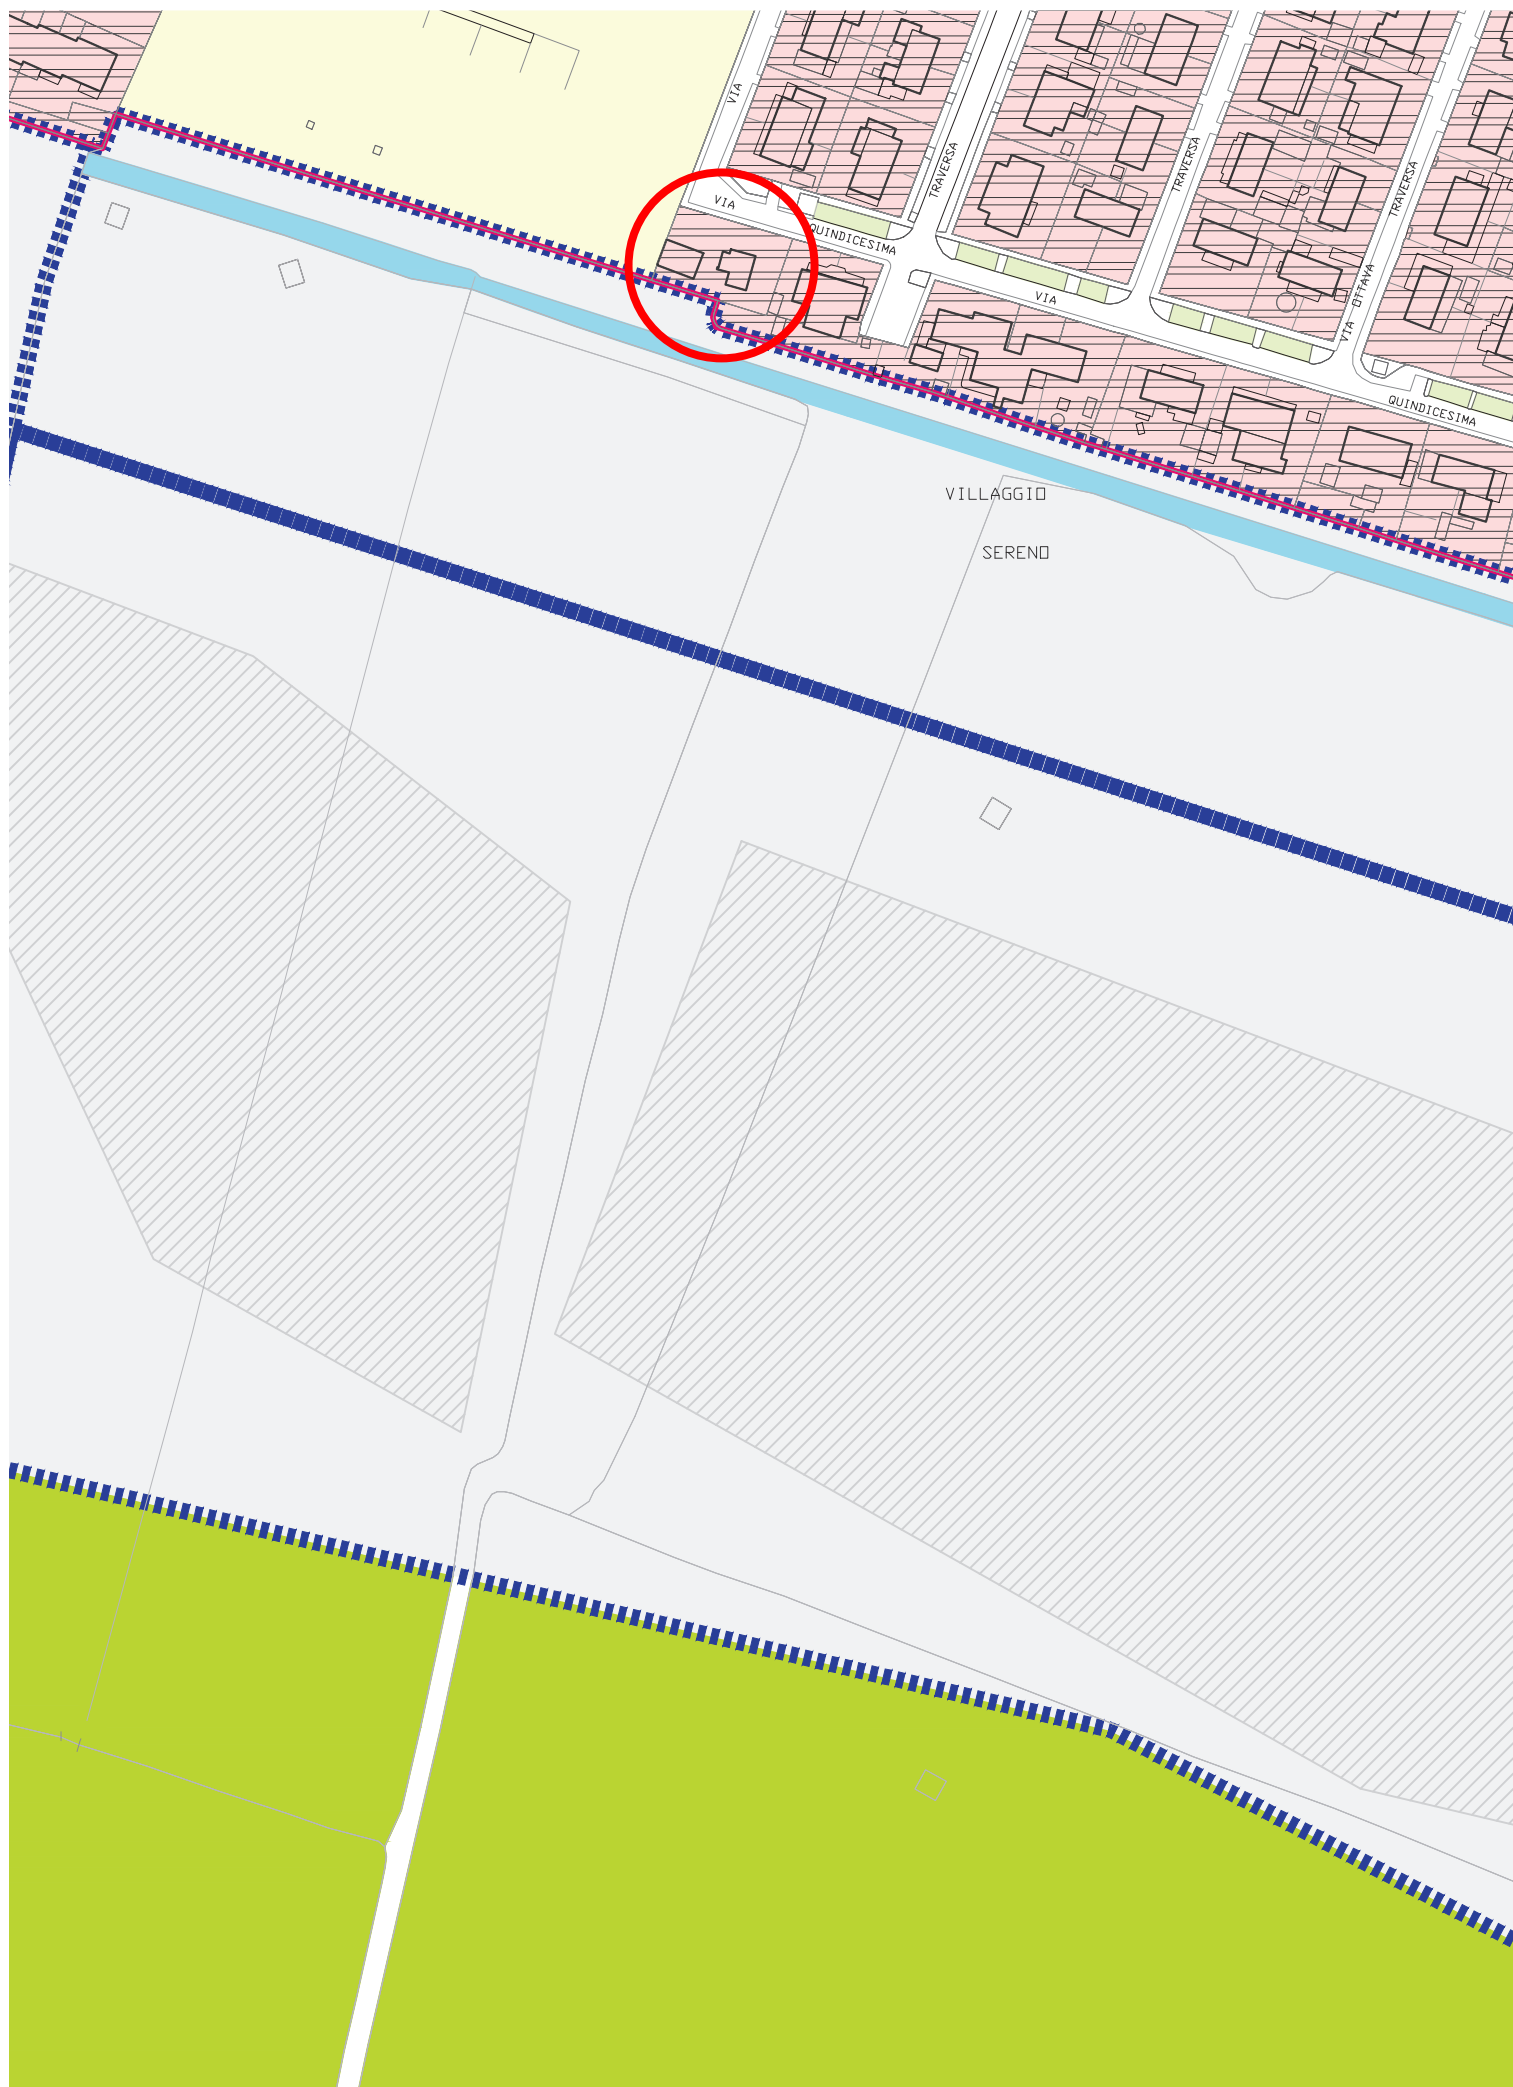 VIA
TRAVERSA
TRAVERSA
TRAVERSA
VIA
QUINDICESIMA
VIA
VIA OTTAVA
QUINDICESIMA
VILLAGGIO
SERENO